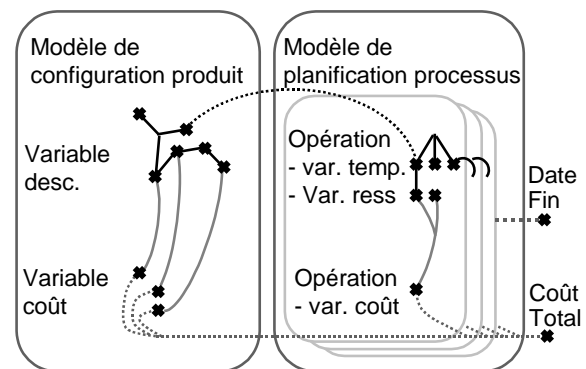 Modèle de
configuration produit
Variable
desc.
Variable
coût
Modèle de
planification processus
Opération
- var. temp.
- Var. ress
Opération
- var. coût
Date
Fin
Coût
Total